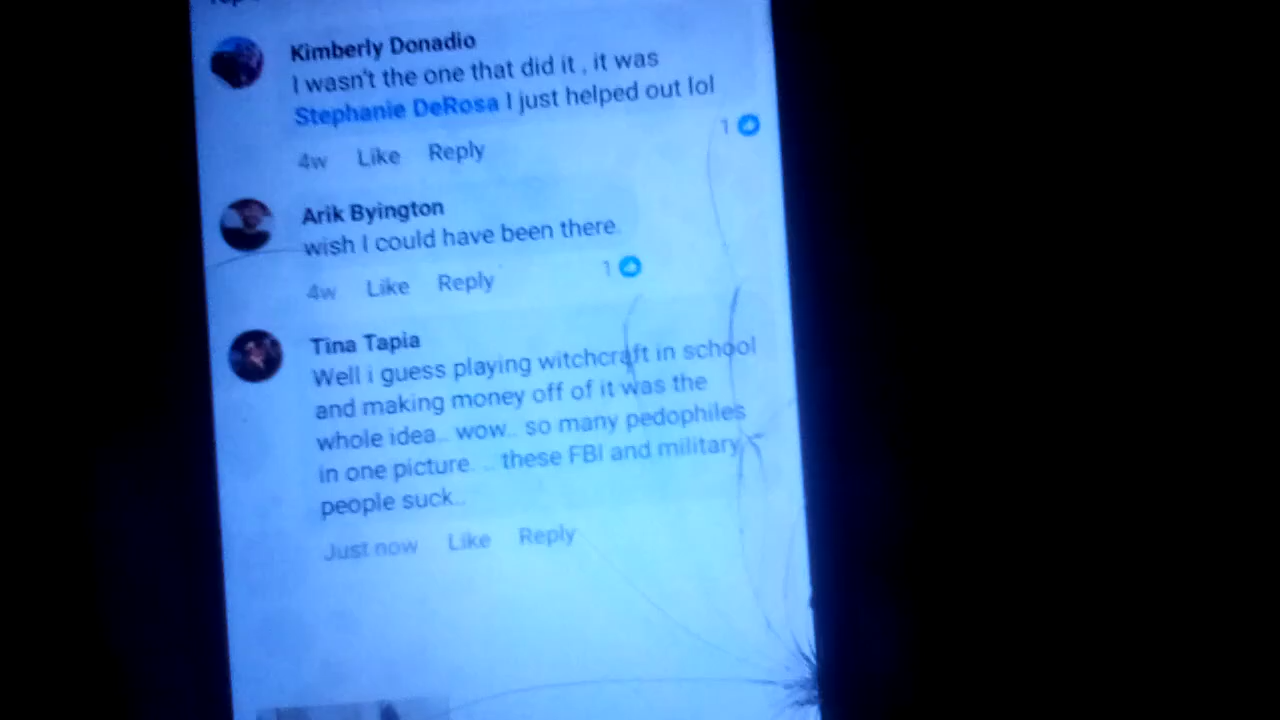 Kimberly Donadio
I wasn't the one that did it , it was
Stephanie DeRosa I just helped out lol
1
4w Like Reply
Arik Byington
wish I could have been there.
1
4w Like Reply
Tina Tapia
Well i guess playing witchcraft in school
and making money off of it was the
whole idea.. wow.. so many pedophiles
in one picture. .. these FBI and military
people suck..
Just now Like Reply